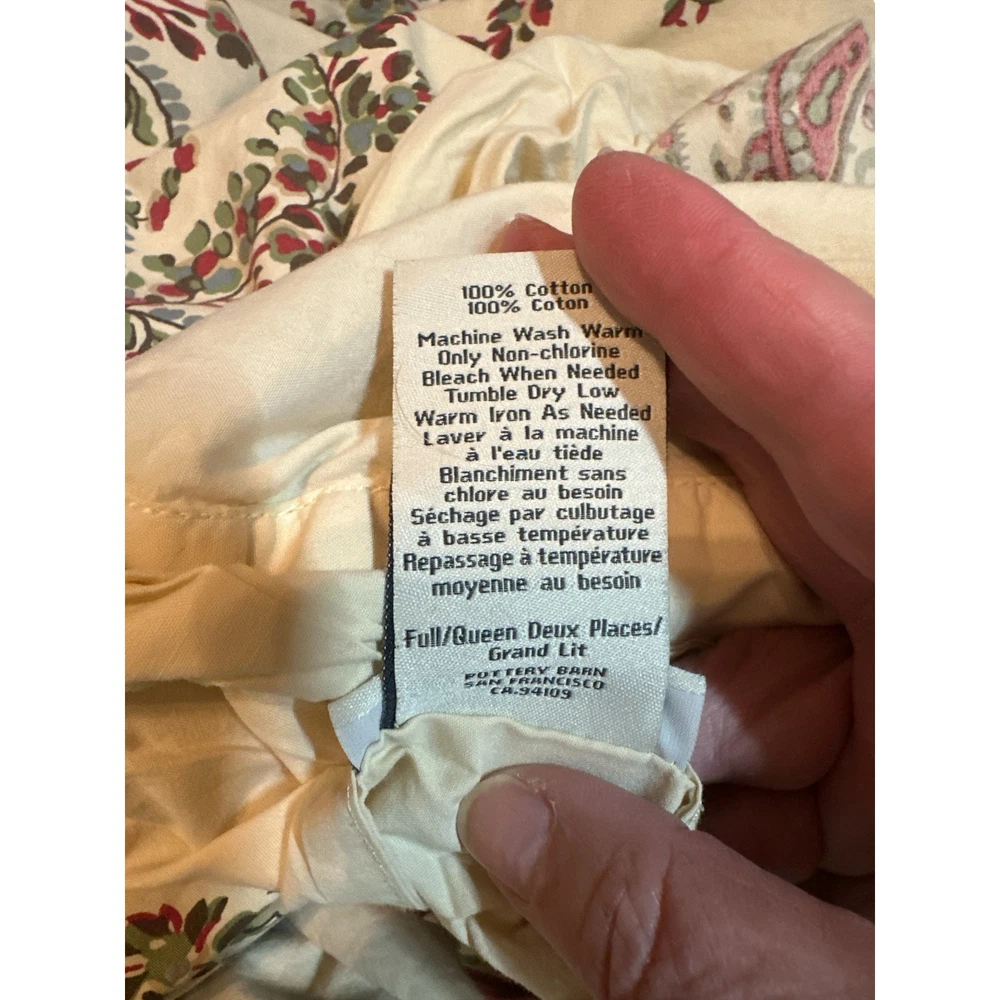 100% Cotton
100% Coton
Machine Wash Warm
Only Non-chlorine
Bleach When Needed
Tumble Dry Low
Warm Iron As Needed
Laver à la machine
à l'eau tiède
Blanchiment sans
chlore au besoin
Séchage par culbutage
à basse température
Repassage à température
moyenne au besoin
Full/Queen Deux Places/
Grand Lit
POTTERY BARN
SAN FRANCISCO
CA.94109